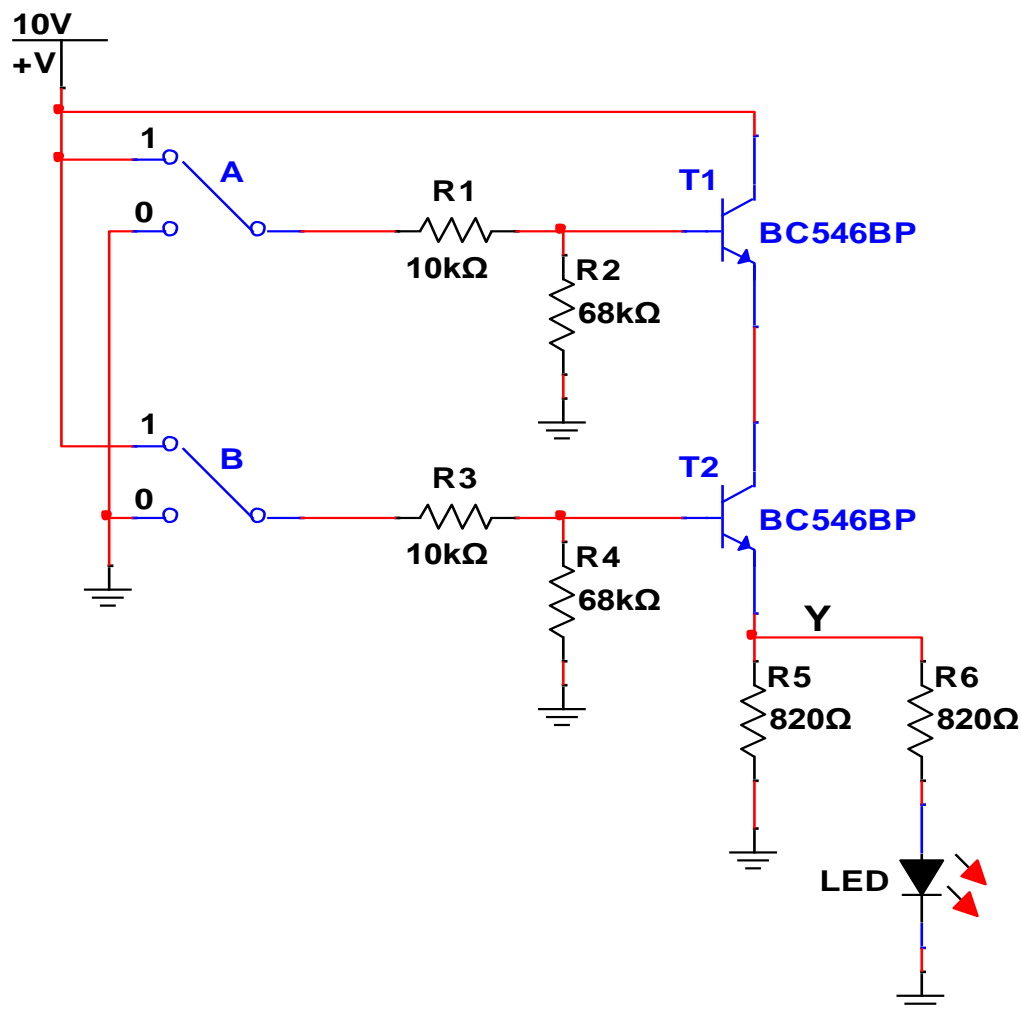 10V
+V
1
A
0
R1
10kΩ
R2
68kΩ
T1
BC546BP
1
B
0
R3
10kΩ
R4
68kΩ
T2
BC546BP
Y
R5
820Ω
R6
820Ω
LED